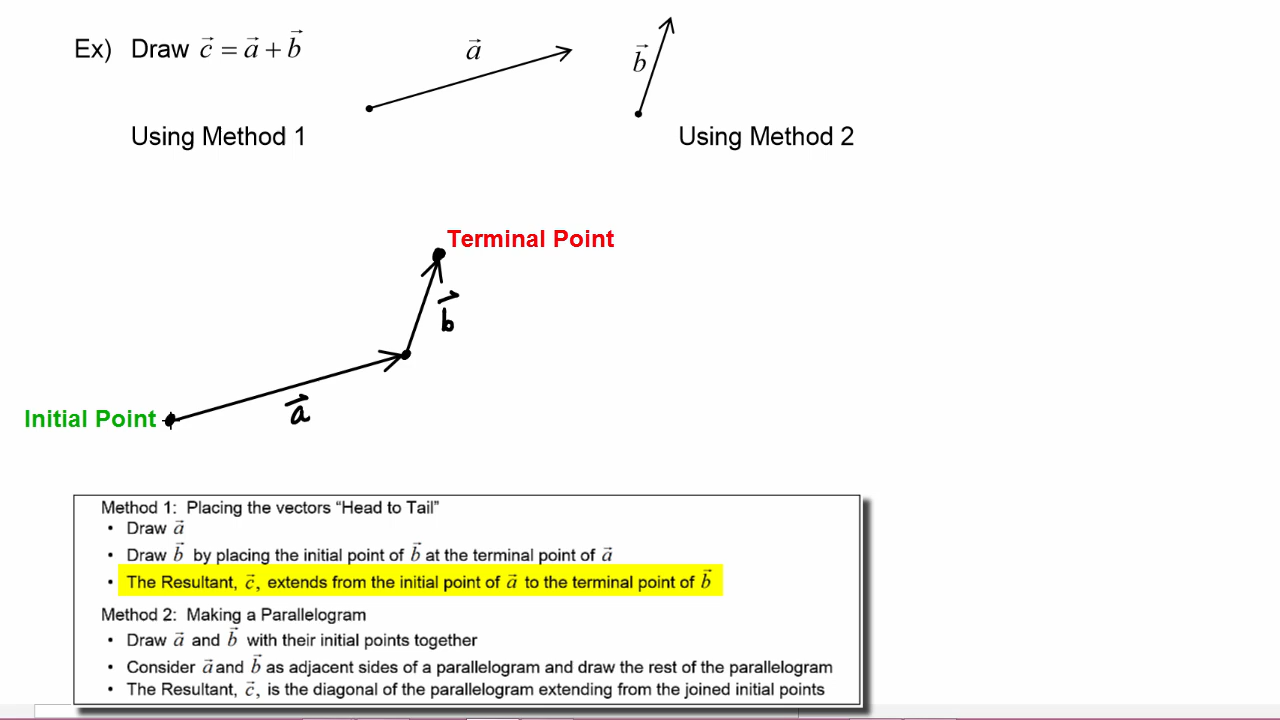 Ex) Draw c⃗ = a⃗ + b⃗
a⃗
b⃗
Using Method 1
Using Method 2
Terminal Point
b⃗
Initial Point
a⃗
Method 1: Placing the vectors “Head to Tail”
• Draw a⃗
• Draw b⃗ by placing the initial point of b⃗ at the terminal point of a⃗
• The Resultant, c⃗, extends from the initial point of a⃗ to the terminal point of b⃗
Method 2: Making a Parallelogram
• Draw a⃗ and b⃗ with their initial points together
• Consider a⃗ and b⃗ as adjacent sides of a parallelogram and draw the rest of the parallelogram
• The Resultant, c⃗, is the diagonal of the parallelogram extending from the joined initial points